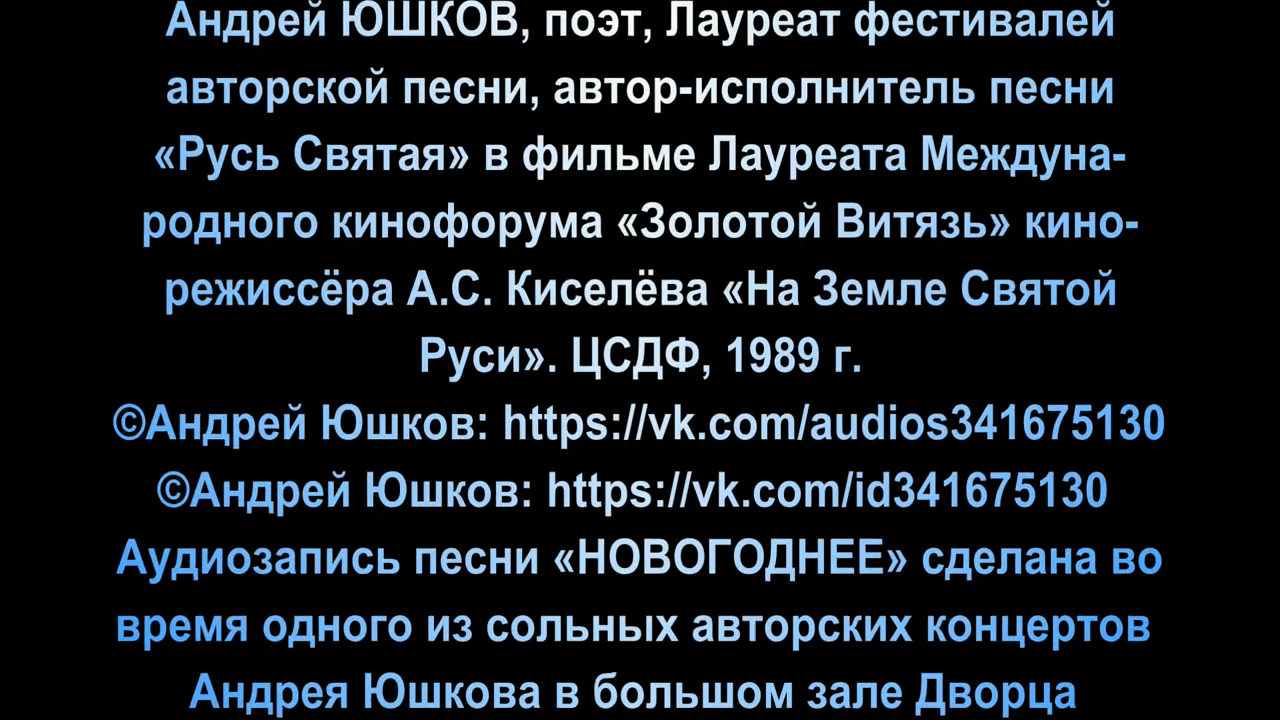 Андрей ЮШКОВ, поэт, Лауреат фестивалей
авторской песни, автор-исполнитель песни
«Русь Святая» в фильме Лауреата Междуна-
родного кинофорума «Золотой Витязь» кино-
режиссёра А.С. Киселёва «На Земле Святой
Руси». ЦСДФ, 1989 г.
©Андрей Юшков: https://vk.com/audios341675130
©Андрей Юшков: https://vk.com/id341675130
Аудиозапись песни «НОВОГОДНЕЕ» сделана во
время одного из сольных авторских концертов
Андрея Юшкова в большом зале Дворца